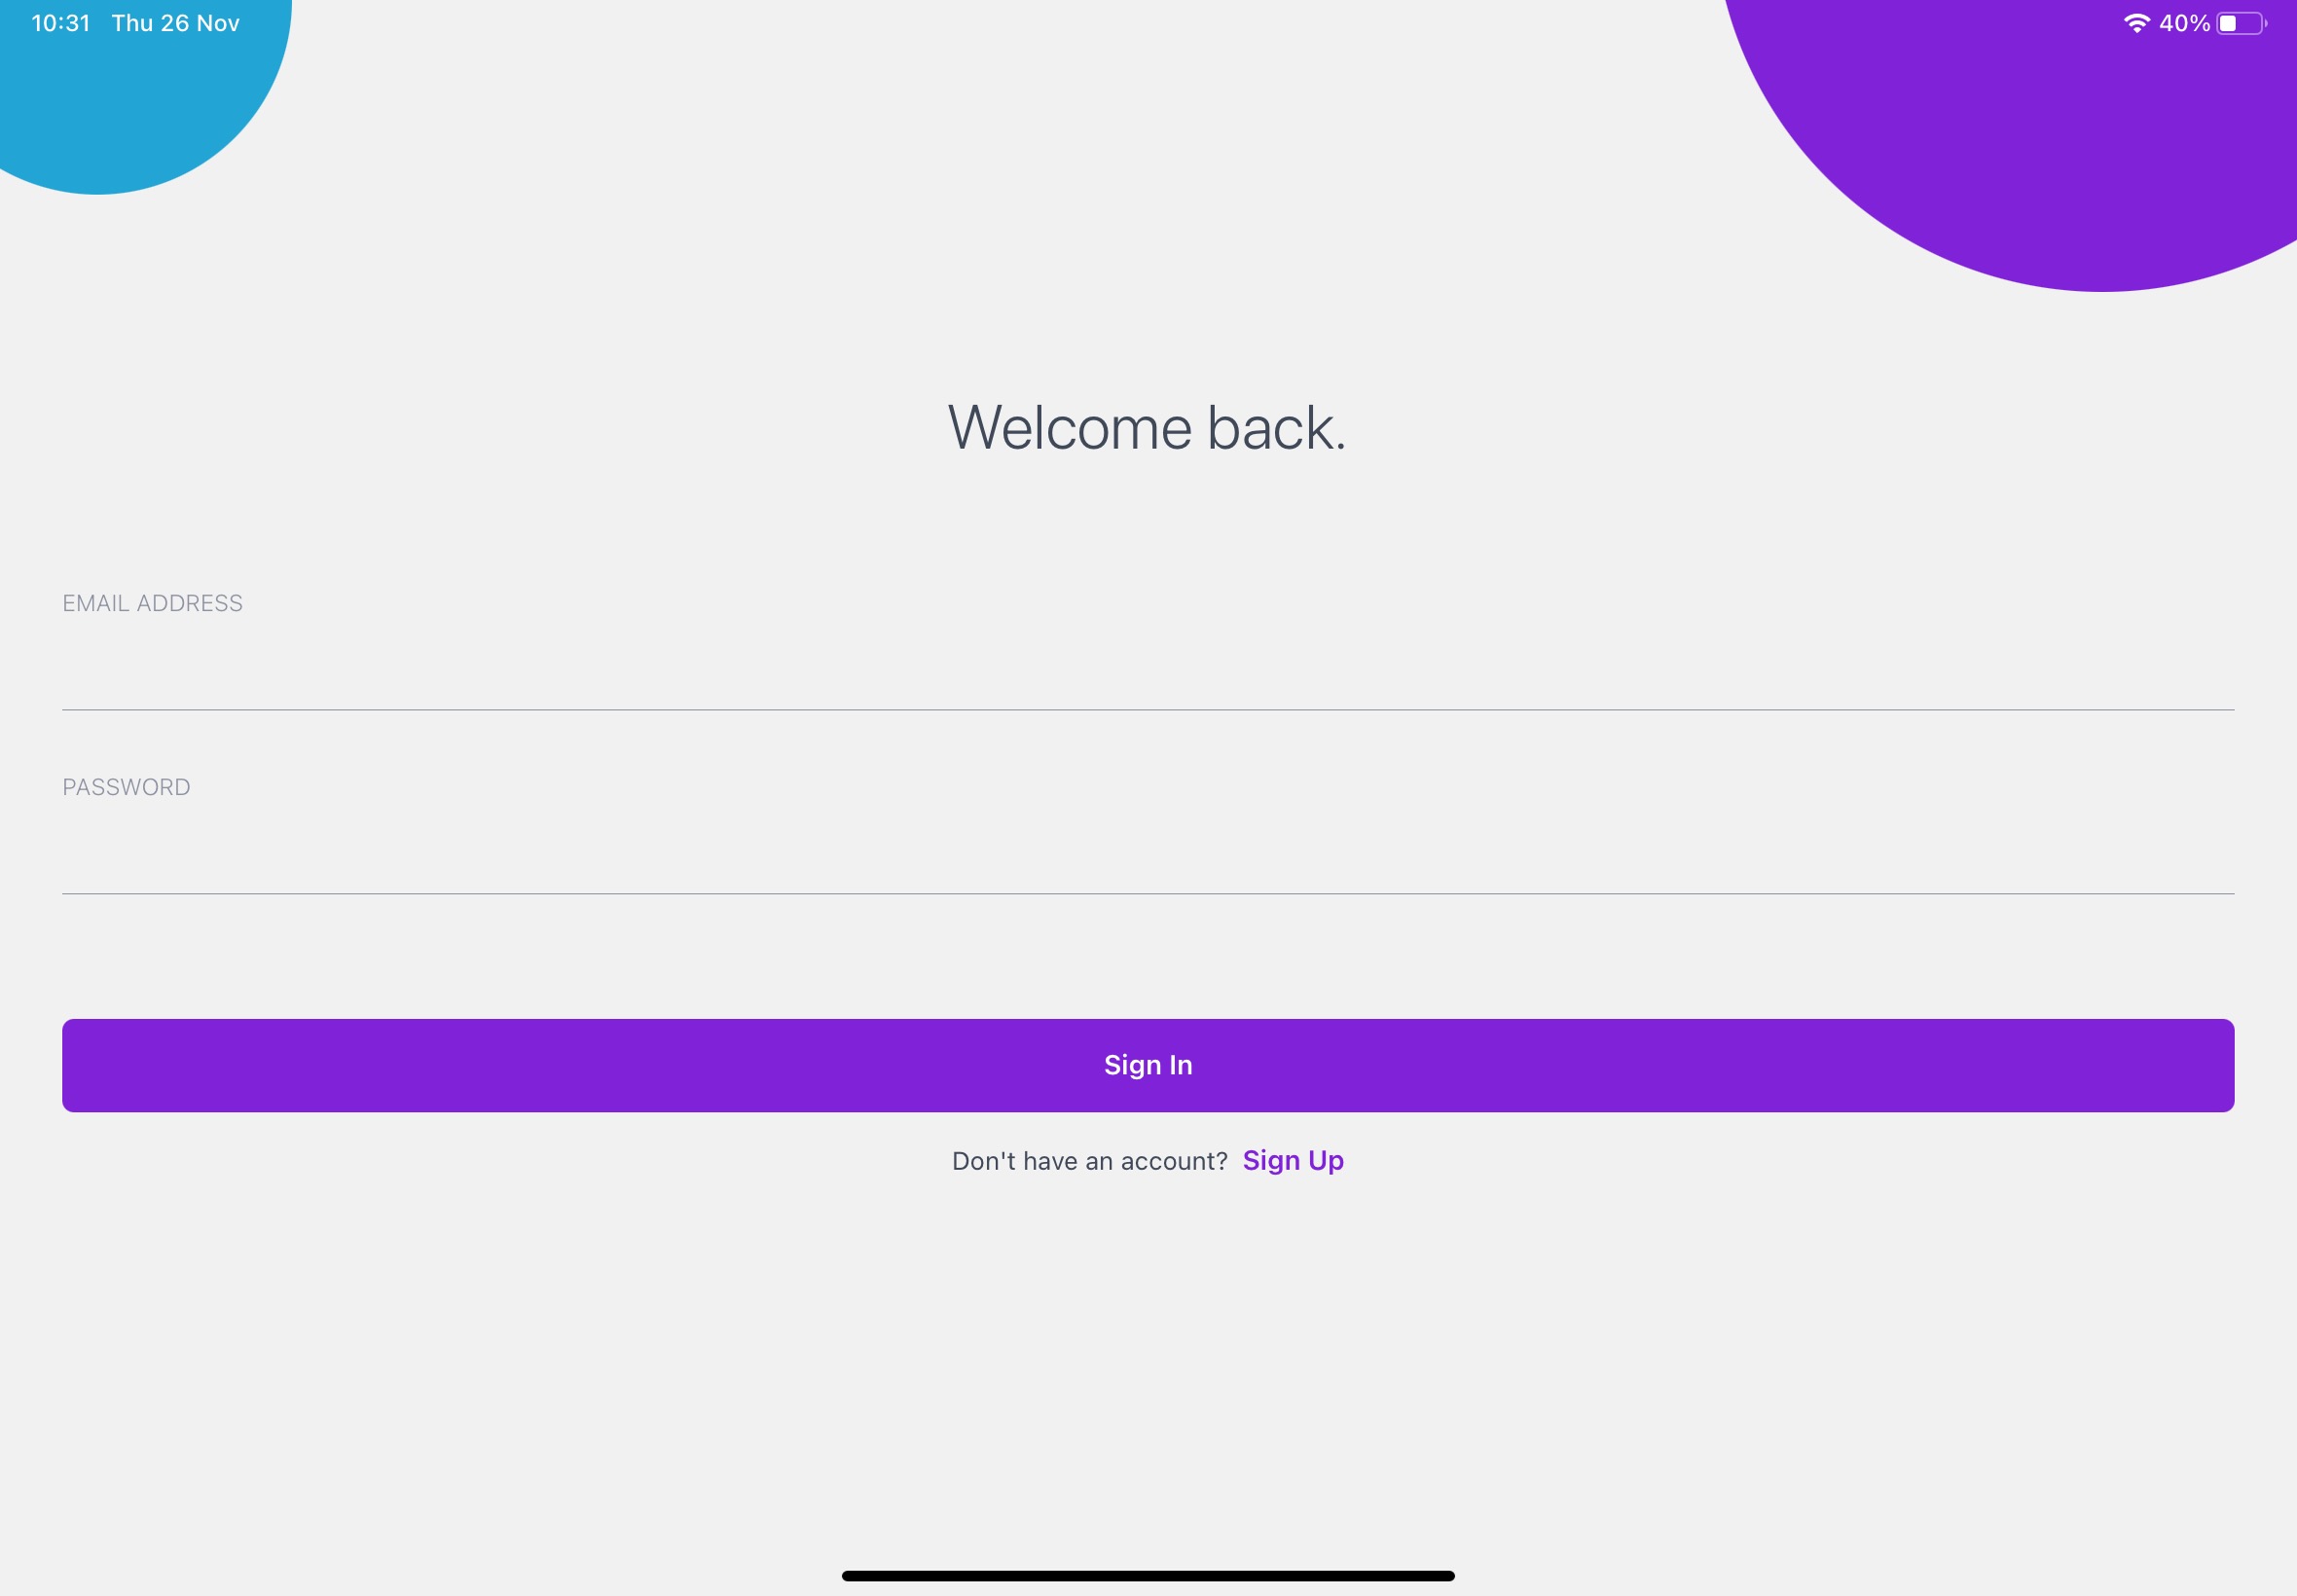 10:31 Thu 26 Nov 40%
Welcome back.
EMAIL ADDRESS
PASSWORD
Sign In
Don't have an account? Sign Up